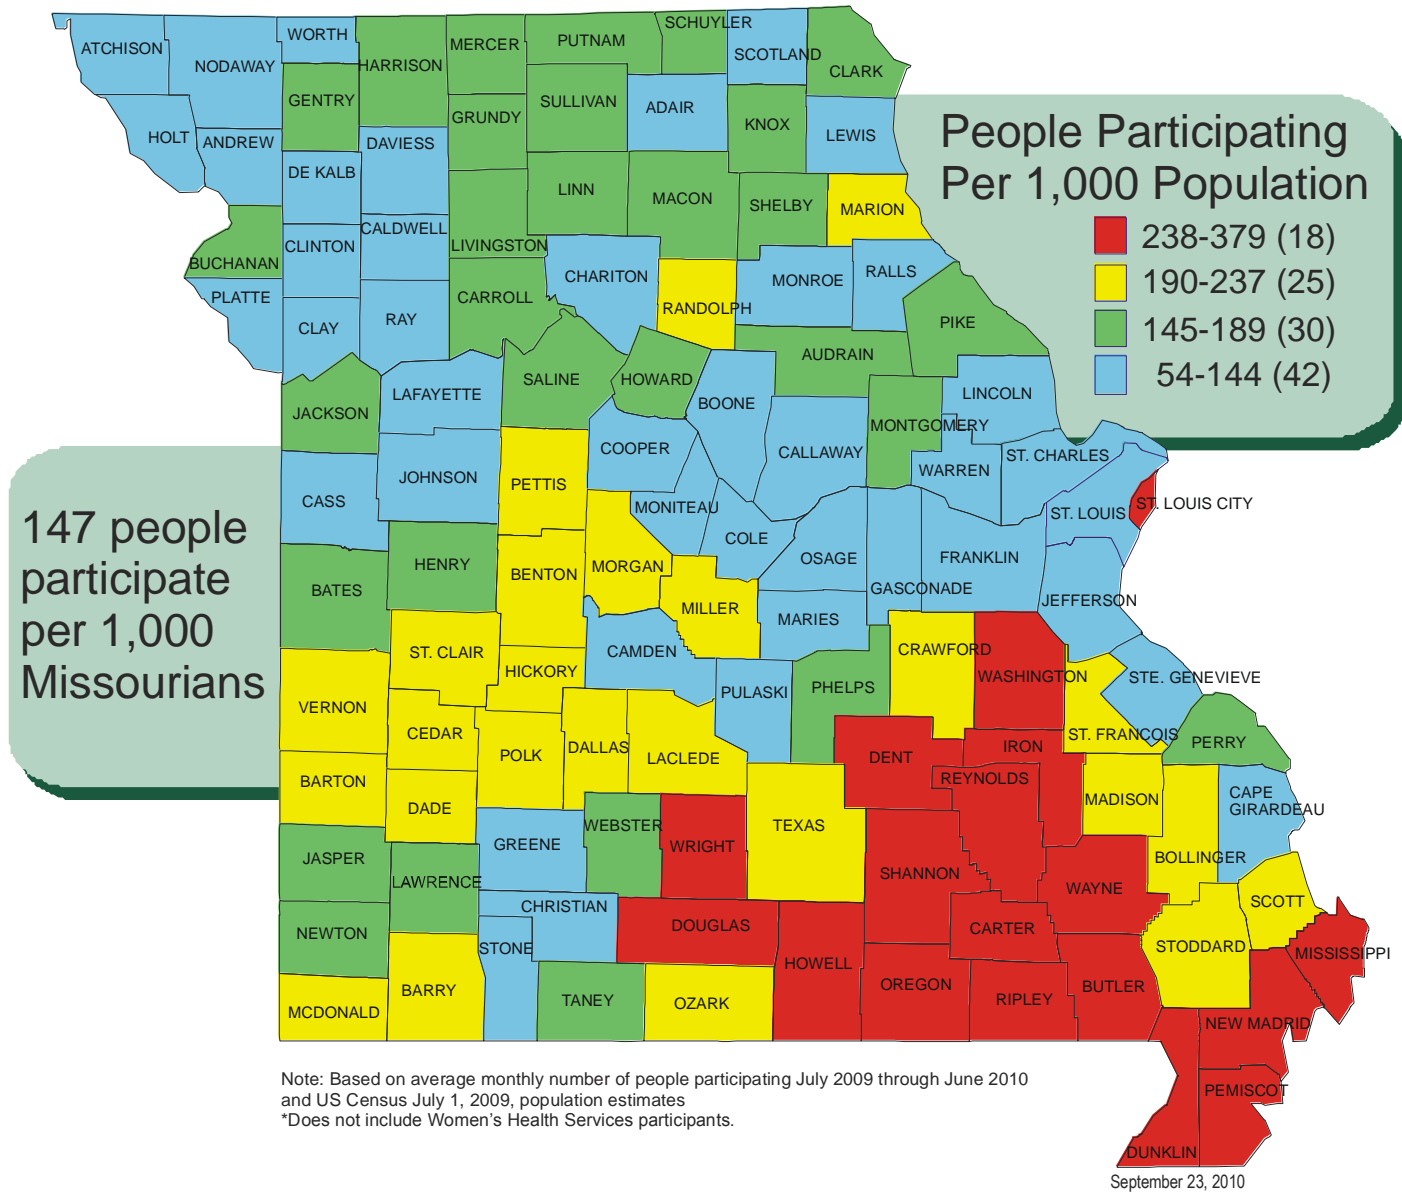 ATCHISON
NODAWAY
WORTH
HARRISON
MERCER
PUTNAM
SCHUYLER
SCOTLAND
CLARK
GENTRY
GRUNDY
SULLIVAN
ADAIR
KNOX
LEWIS
HOLT
ANDREW
DE KALB
DAVIESS
LINN
MACON
SHELBY
MARION
People Participating
Per 1,000 Population
238-379 (18)
190-237 (25)
145-189 (30)
54-144 (42)
BUCHANAN
CLINTON
CALDWELL
LIVINGSTON
CHARITON
RANDOLPH
MONROE
RALLS
PIKE
PLATTE
CLAY
RAY
CARROLL
AUDRAIN
JACKSON
LAFAYETTE
SALINE
HOWARD
BOONE
MONTGOMERY
LINCOLN
CALLAWAY
WARREN
ST. CHARLES
COOPER
CASS
JOHNSON
PETTIS
MONITEAU
COLE
OSAGE
GASCONADE
FRANKLIN
ST. LOUIS
ST. LOUIS CITY
JEFFERSON
147 people
participate
per 1,000
Missourians
BATES
HENRY
BENTON
MORGAN
MILLER
MARIES
ST. CLAIR
HICKORY
CAMDEN
PULASKI
PHELPS
CRAWFORD
WASHINGTON
STE. GENEVIEVE
ST. FRANCOIS
PERRY
VERNON
CEDAR
POLK
DALLAS
LACLEDE
DENT
IRON
REYNOLDS
MADISON
CAPE
GIRARDEAU
BARTON
DADE
GREENE
WEBSTER
WRIGHT
TEXAS
SHANNON
WAYNE
BOLLINGER
SCOTT
JASPER
LAWRENCE
CHRISTIAN
DOUGLAS
CARTER
STODDARD
MISSISSIPPI
NEWTON
STONE
HOWELL
OREGON
RIPLEY
BUTLER
MCDONALD
BARRY
TANEY
OZARK
NEW MADRID
PEMISCOT
DUNKLIN
Note: Based on average monthly number of people participating July 2009 through June 2010
and US Census July 1, 2009, population estimates
*Does not include Women's Health Services participants.
September 23, 2010